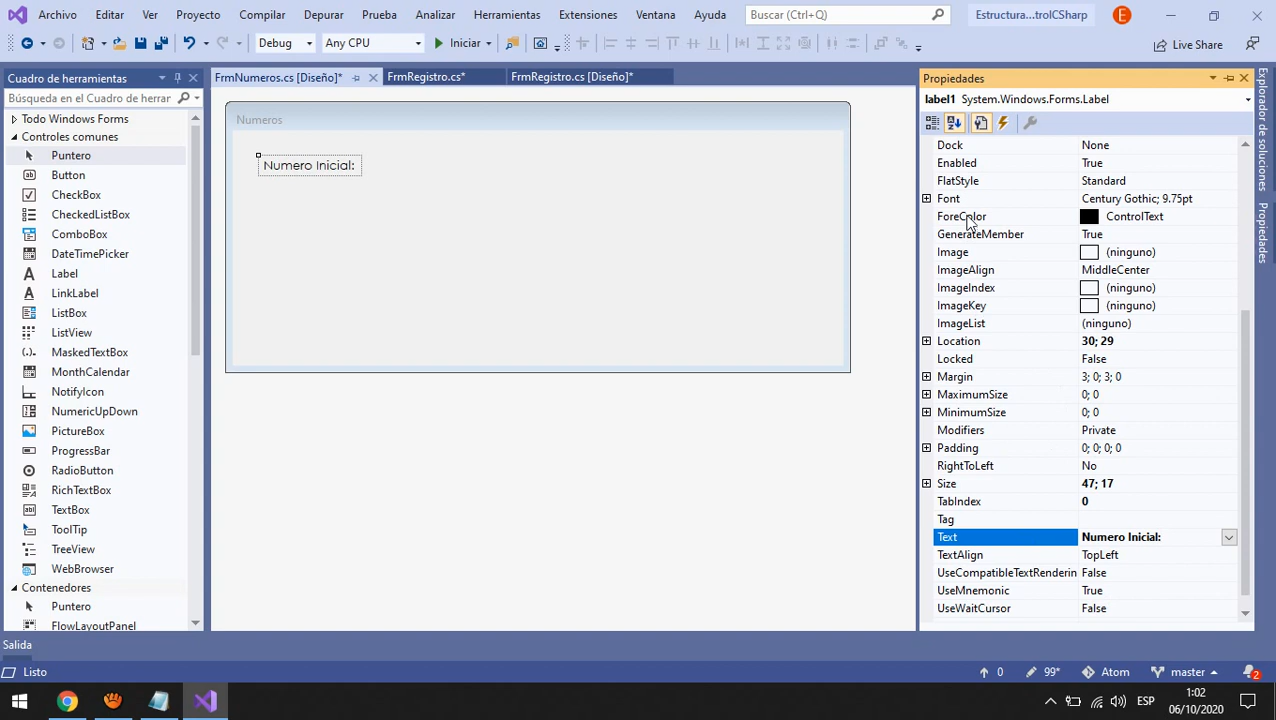 Archivo Editar Ver Proyecto Compilar Depurar Prueba Analizar Herramientas Extensiones Ventana Ayuda Buscar (Ctrl+Q) Estructura...trolCSharp E
Debug Any CPU Iniciar Live Share
Cuadro de herramientas
Búsqueda en el Cuadro de herrar
Todo Windows Forms
Controles comunes
Puntero
Button
CheckBox
CheckedListBox
ComboBox
DateTimePicker
Label
LinkLabel
ListBox
ListView
MaskedTextBox
MonthCalendar
NotifyIcon
NumericUpDown
PictureBox
ProgressBar
RadioButton
RichTextBox
TextBox
ToolTip
TreeView
WebBrowser
Contenedores
Puntero
FlowLayoutPanel
FrmNumeros.cs [Diseño]* FrmRegistro.cs* FrmRegistro.cs [Diseño]*
Numeros
Numero Inicial:
Propiedades
label1 System.Windows.Forms.Label
Dock None
Enabled True
FlatStyle Standard
Font Century Gothic; 9.75pt
ForeColor ControlText
GenerateMember True
Image (ninguno)
ImageAlign MiddleCenter
ImageIndex (ninguno)
ImageKey (ninguno)
ImageList (ninguno)
Location 30; 29
Locked False
Margin 3; 0; 3; 0
MaximumSize 0; 0
MinimumSize 0; 0
Modifiers Private
Padding 0; 0; 0; 0
RightToLeft No
Size 47; 17
TabIndex 0
Tag
Text Numero Inicial:
TextAlign TopLeft
UseCompatibleTextRenderin False
UseMnemonic True
UseWaitCursor False
Explorador de soluciones
Propiedades
Salida
Listo 0 99* Atom master 2
ESP 1:02
06/10/2020